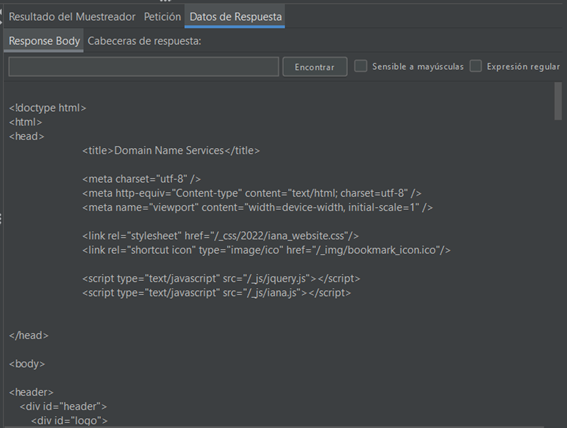 Resultado del Muestreador Petición Datos de Respuesta
Response Body Cabeceras de respuesta:
Encontrar Sensible a mayúsculas Expresión regular
<!doctype html>
<html>
<head>
<title>Domain Name Services</title>
<meta charset="utf-8" />
<meta http-equiv="Content-type" content="text/html; charset=utf-8" />
<meta name="viewport" content="width=device-width, initial-scale=1" />
<link rel="stylesheet" href="/_css/2022/iana_website.css"/>
<link rel="shortcut icon" type="image/ico" href="/_img/bookmark_icon.ico"/>
<script type="text/javascript" src="/_js/jquery.js"></script>
<script type="text/javascript" src="/_js/iana.js"></script>
</head>
<body>
<header>
<div id="header">
<div id="logo">